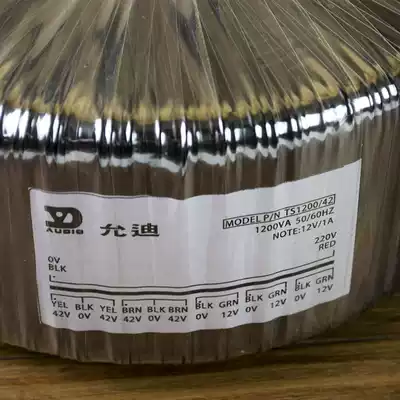 YD AUDIO 允迪
MODEL P/N TS1200/42
1200VA 50/60HZ
NOTE:12V/1A
0V 220V
BLK RED
YEL BLK YEL BRN BLK BRN BLK GRN BLK GRN BLK GRN
42V 0V 42V 42V 0V 42V 0V 12V 0V 12V 0V 12V